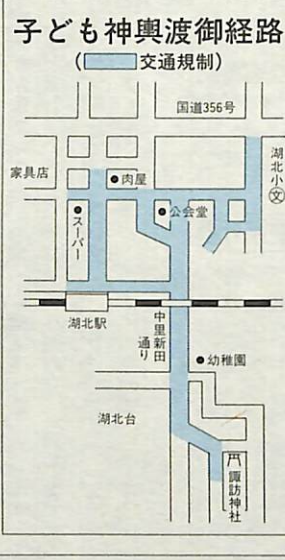 子ども神輿渡御経路
(交通規制)
国道356号
家具店
●肉屋
湖北小
文
●公会堂
●スーパー
湖北駅
中里新田
通り
●幼稚園
湖北台
諏訪神社